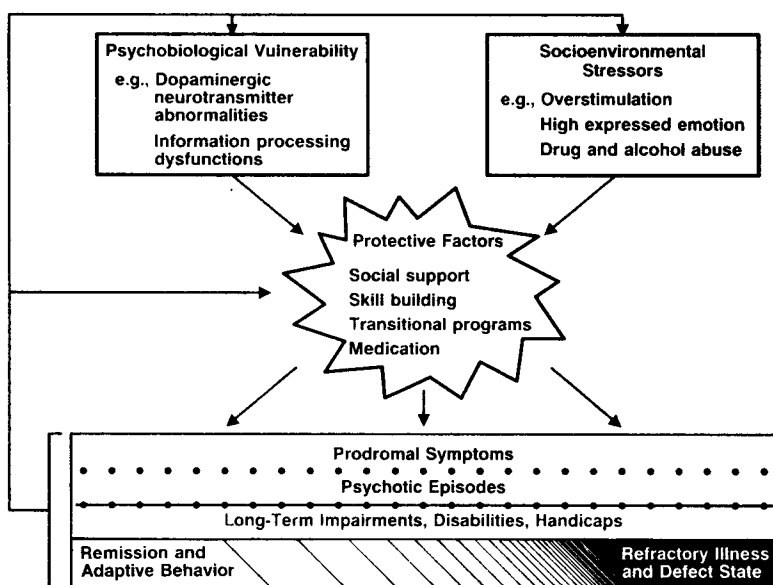 Psychobiological Vulnerability
e.g., Dopaminergic
neurotransmitter
abnormalities
Information processing
dysfunctions
Socioenvironmental
Stressors
e.g., Overstimulation
High expressed emotion
Drug and alcohol abuse
Protective Factors
Social support
Skill building
Transitional programs
Medication
Prodromal Symptoms
Psychotic Episodes
Long-Term Impairments, Disabilities, Handicaps
Remission and
Adaptive Behavior
Refractory Illness
and Defect State